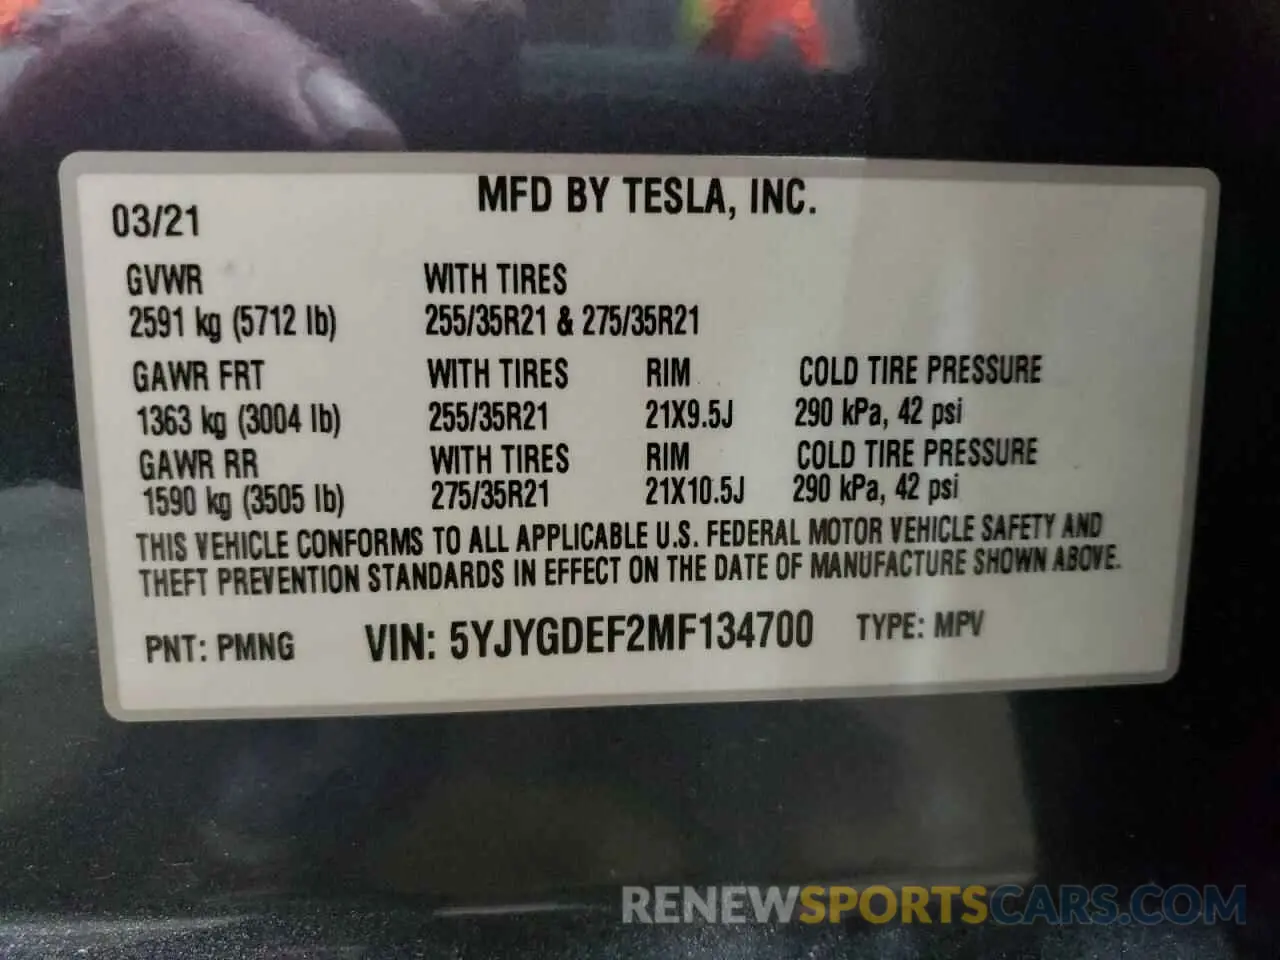 MFD BY TESLA, INC.
03/21
GVWR WITH TIRES
2591 kg (5712 lb) 255/35R21 & 275/35R21
GAWR FRT WITH TIRES RIM COLD TIRE PRESSURE
1363 kg (3004 lb) 255/35R21 21X9.5J 290 kPa, 42 psi
GAWR RR WITH TIRES RIM COLD TIRE PRESSURE
1590 kg (3505 lb) 275/35R21 21X10.5J 290 kPa, 42 psi
THIS VEHICLE CONFORMS TO ALL APPLICABLE U.S. FEDERAL MOTOR VEHICLE SAFETY AND
THEFT PREVENTION STANDARDS IN EFFECT ON THE DATE OF MANUFACTURE SHOWN ABOVE.
PNT: PMNG VIN: 5YJYGDEF2MF134700 TYPE: MPV
RENEWSPORTSCARS.COM